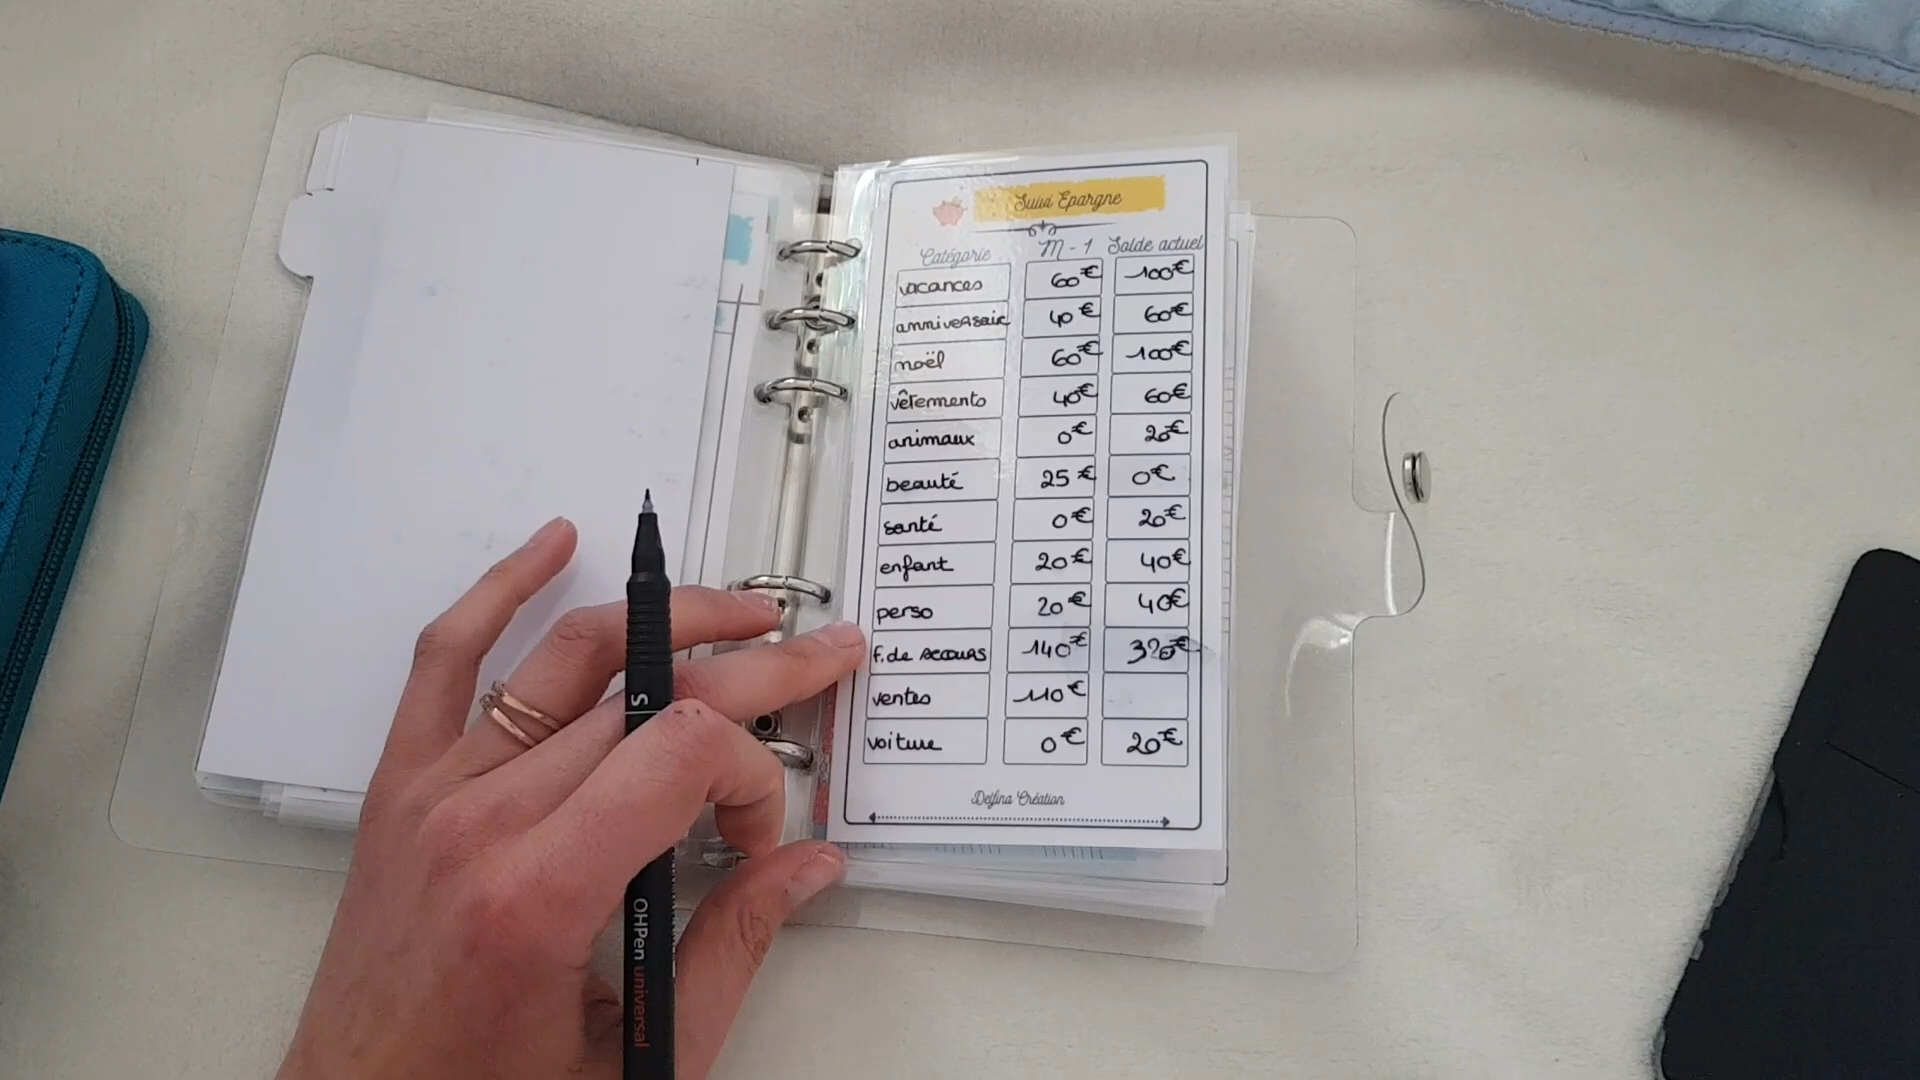 Suivi Epargne
Catégorie M - 1 Solde actuel
vacances 60€ 100€
anniversaire 40€ 60€
noël 60€ 100€
vêtements 40€ 60€
animaux 0€ 20€
beauté 25€ 0€
santé 0€ 20€
enfant 20€ 40€
perso 20€ 40€
f. de secours 140€ 320€
ventes 110€
voiture 0€ 20€
Delfina Création
S
OHPen universal